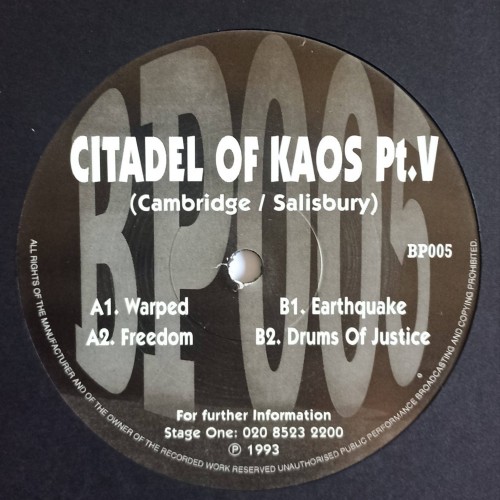 BP005
CITADEL OF KAOS Pt.V
(Cambridge / Salisbury)
BP005
A1. Warped
A2. Freedom
B1. Earthquake
B2. Drums Of Justice
For further Information
Stage One: 020 8523 2200
℗ 1993
ALL RIGHTS OF THE MANUFACTURER AND OF THE OWNER OF THE RECORDED WORK RESERVED UNAUTHORISED PUBLIC PERFORMANCE BROADCASTING AND COPYING PROHIBITED.